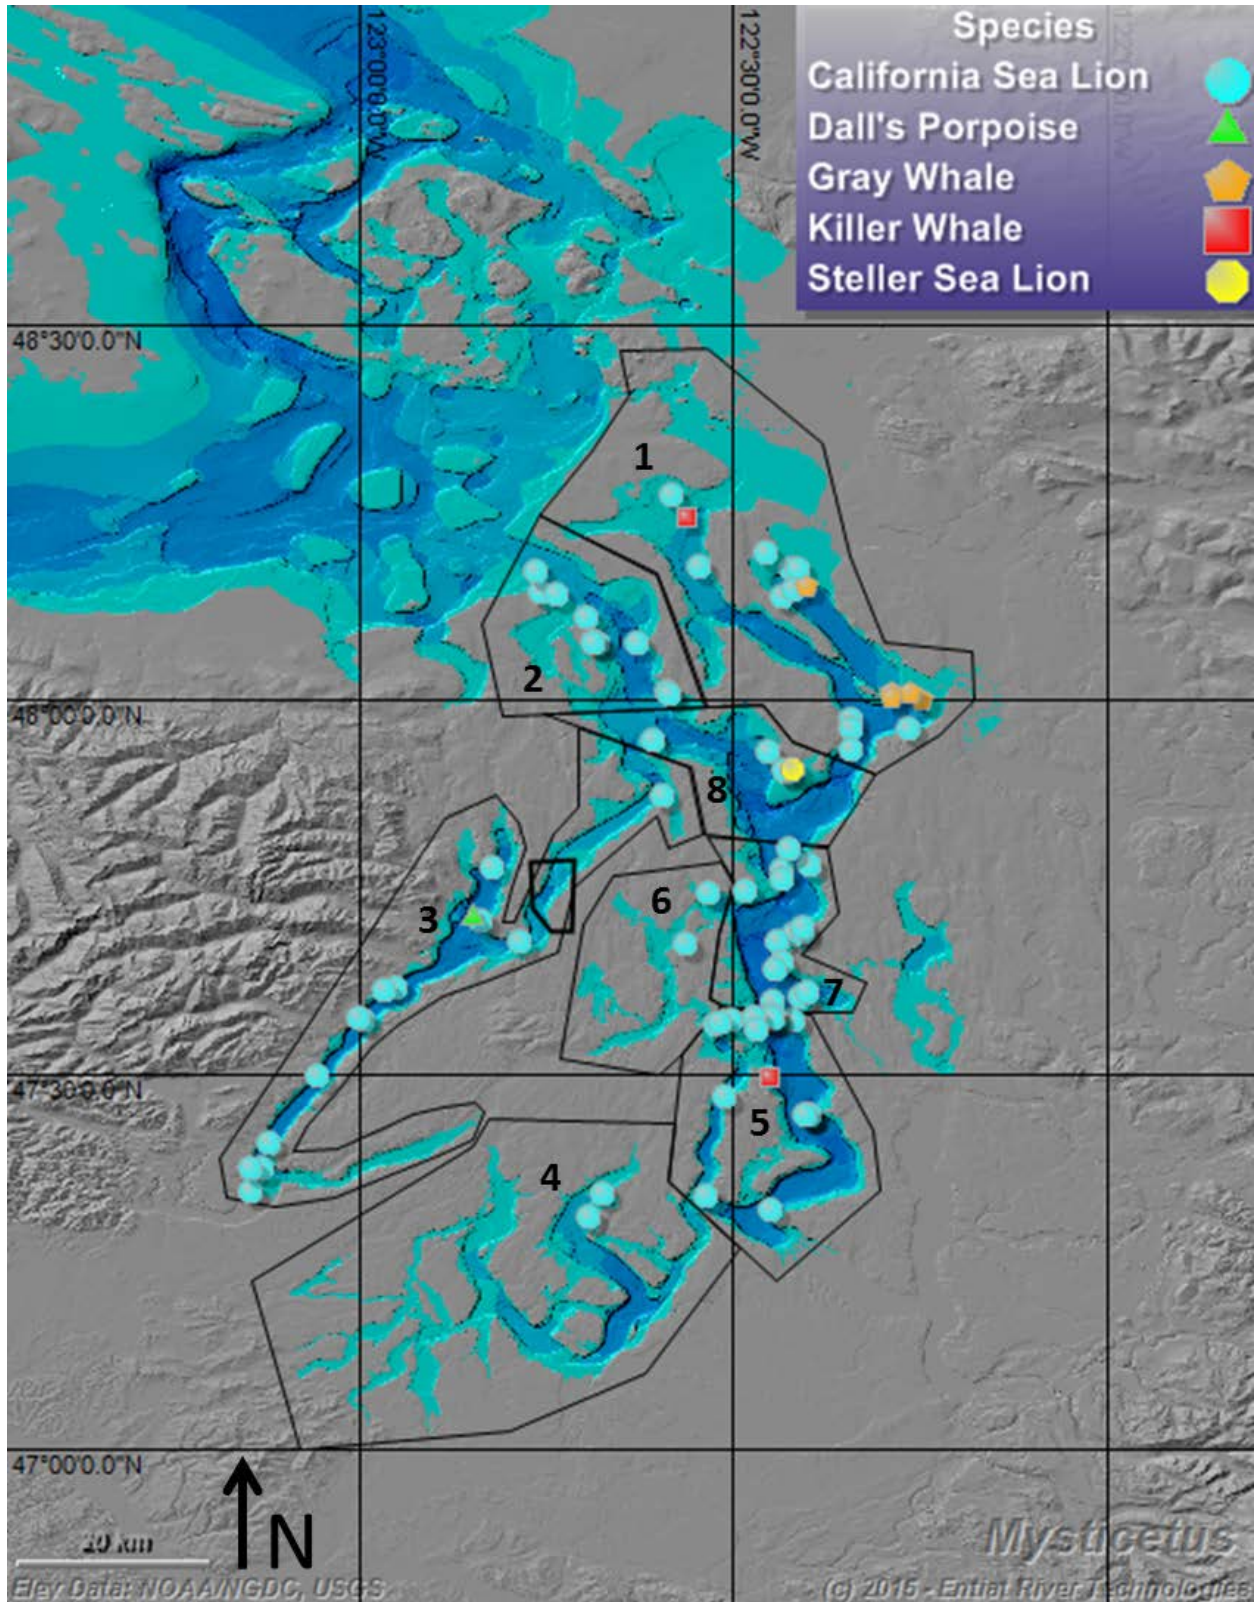 Species
California Sea Lion
Dall's Porpoise
Gray Whale
Killer Whale
Steller Sea Lion
123°00'0.0"W
122°30'0.0"W
48°30'0.0"N
1
2
48°00'0.0"N
8
6
3
7
47°30'0.0"N
5
4
47°00'0.0"N
N
km
Mysticetus
Elev Data: NOAA/NGDC, USGS
(c) 2015 - Entiat River Technologies